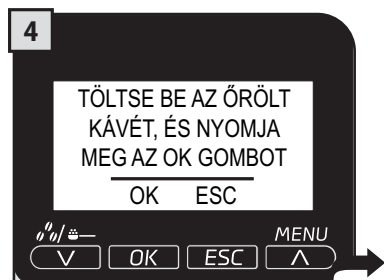 4
TÖLTSE BE AZ ŐRÖLT
KÁVÉT, ÉS NYOMJA
MEG AZ OK GOMBOT
OK ESC
MENU
OK ESC